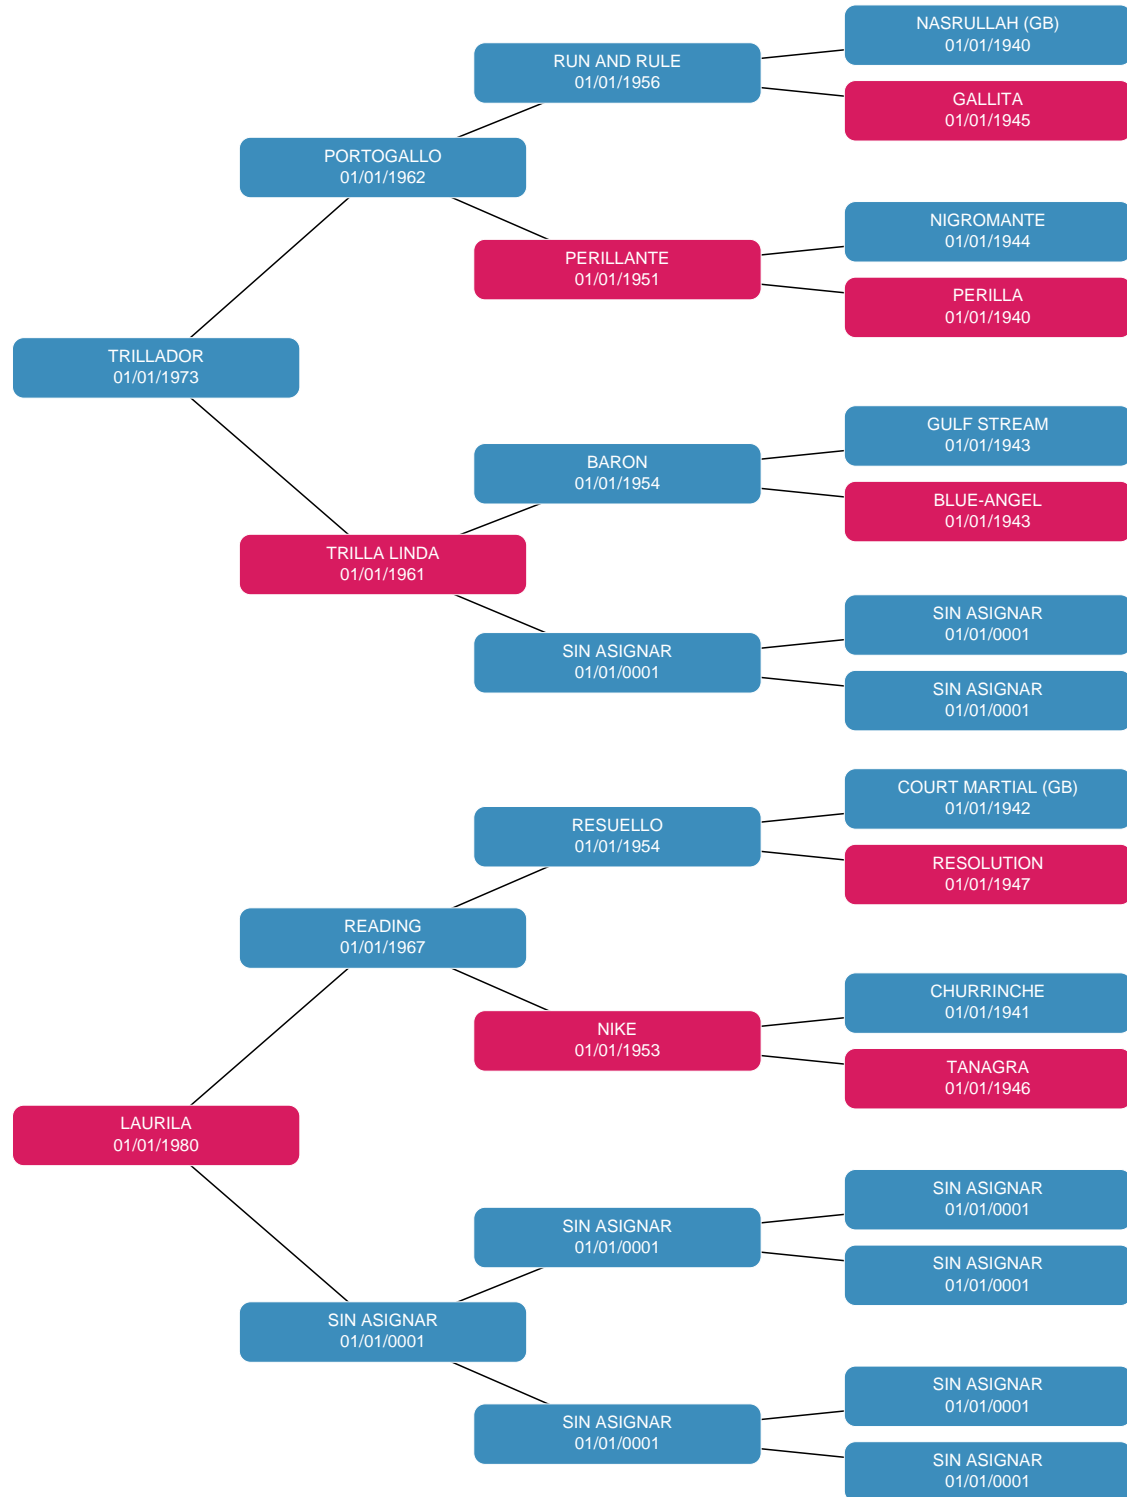 NASRULLAH (GB)
01/01/1940
RUN AND RULE
01/01/1956
GALLITA
01/01/1945
PORTOGALLO
01/01/1962
NIGROMANTE
01/01/1944
PERILLANTE
01/01/1951
PERILLA
01/01/1940
TRILLADOR
01/01/1973
GULF STREAM
01/01/1943
BARON
01/01/1954
BLUE-ANGEL
01/01/1943
TRILLA LINDA
01/01/1961
SIN ASIGNAR
01/01/0001
SIN ASIGNAR
01/01/0001
SIN ASIGNAR
01/01/0001
COURT MARTIAL (GB)
01/01/1942
RESUELLO
01/01/1954
RESOLUTION
01/01/1947
READING
01/01/1967
CHURRINCHE
01/01/1941
NIKE
01/01/1953
TANAGRA
01/01/1946
LAURILA
01/01/1980
SIN ASIGNAR
01/01/0001
SIN ASIGNAR
01/01/0001
SIN ASIGNAR
01/01/0001
SIN ASIGNAR
01/01/0001
SIN ASIGNAR
01/01/0001
SIN ASIGNAR
01/01/0001
SIN ASIGNAR
01/01/0001